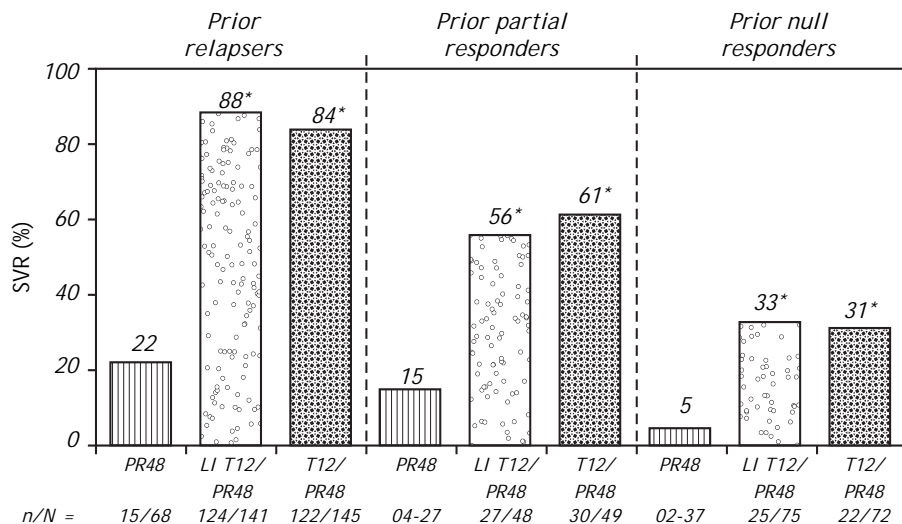 Prior relapsers
Prior partial responders
Prior null responders
SVR (%)
100
80
60
40
20
0
22
88*
84*
15
56*
61*
5
33*
31*
PR48
LI T12/ PR48
T12/ PR48
PR48
LI T12/ PR48
T12/ PR48
PR48
LI T12/ PR48
T12/ PR48
n/N = 15/68 124/141 122/145 04-27 27/48 30/49 02-37 25/75 22/72